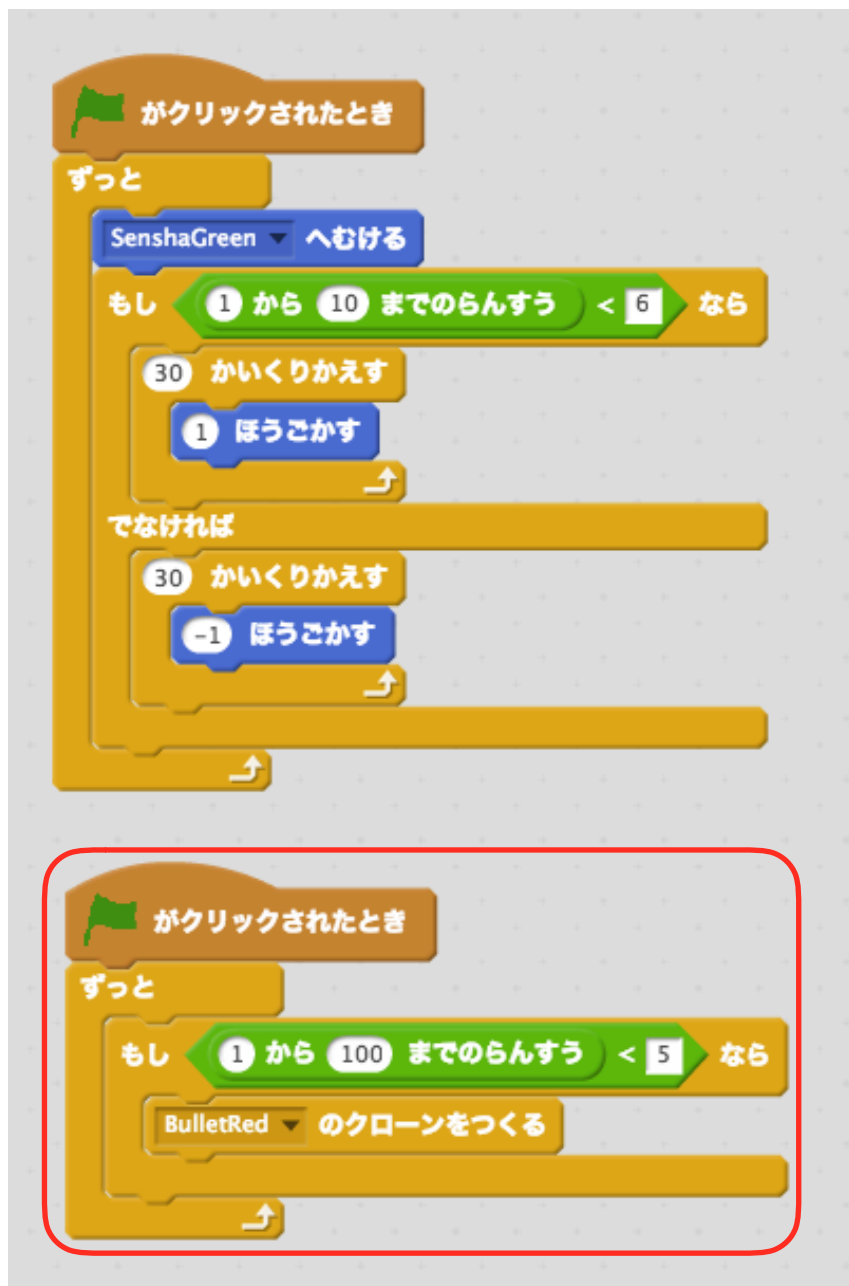 がクリックされたとき
ずっと
SenshaGreen へむける
もし 1 から 10 までのらんすう < 6 なら
30 かいくりかえす
1 ほうごかす
でなければ
30 かいくりかえす
-1 ほうごかす
がクリックされたとき
ずっと
もし 1 から 100 までのらんすう < 5 なら
BulletRed のクローンをつくる